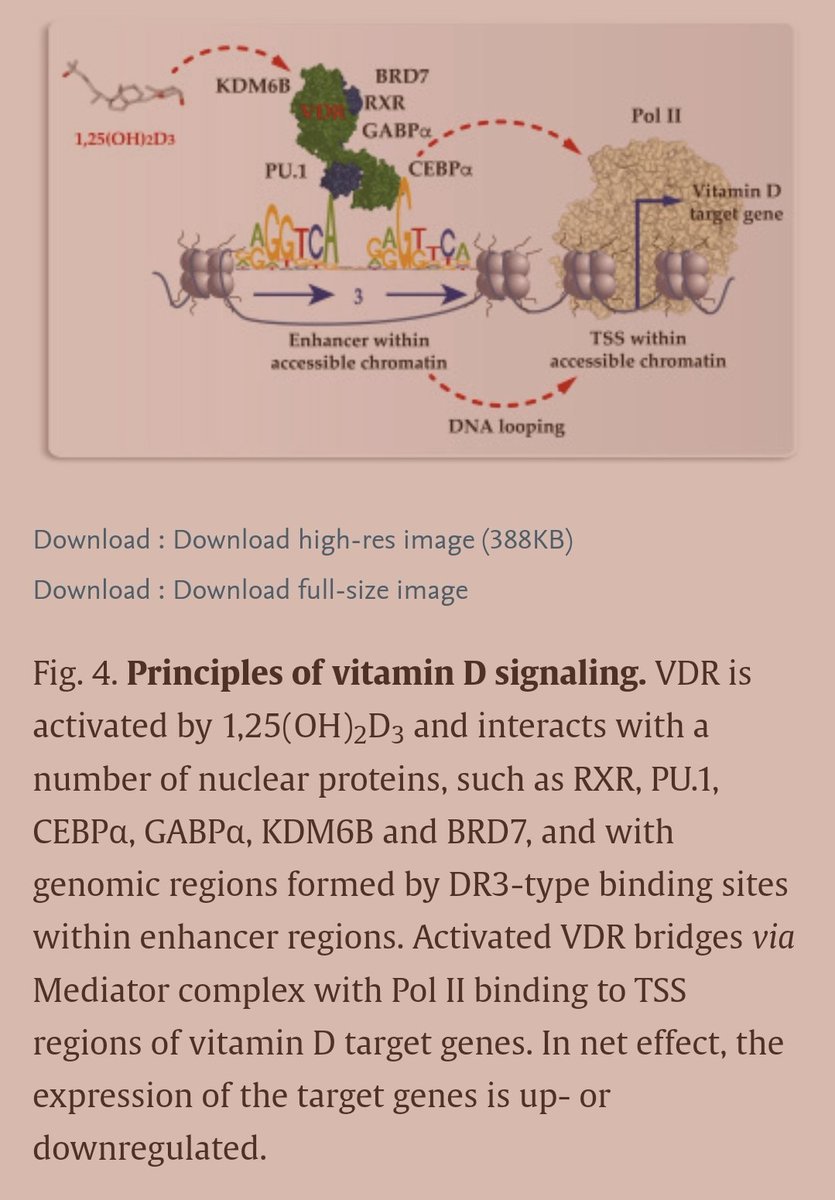 KDM6B
BRD7
RXR
VDR
GABPα
Pol II
1,25(OH)2D3
PU.1
CEBPα
Vitamin D
target gene
AGGTCA
3
Enhancer within
accessible chromatin
TSS within
accessible chromatin
DNA looping
Download : Download high-res image (388KB)
Download : Download full-size image
Fig. 4. Principles of vitamin D signaling. VDR is
activated by 1,25(OH)₂D₃ and interacts with a
number of nuclear proteins, such as RXR, PU.1,
CEBPα, GABPα, KDM6B and BRD7, and with
genomic regions formed by DR3-type binding sites
within enhancer regions. Activated VDR bridges via
Mediator complex with Pol II binding to TSS
regions of vitamin D target genes. In net effect, the
expression of the target genes is up- or
downregulated.